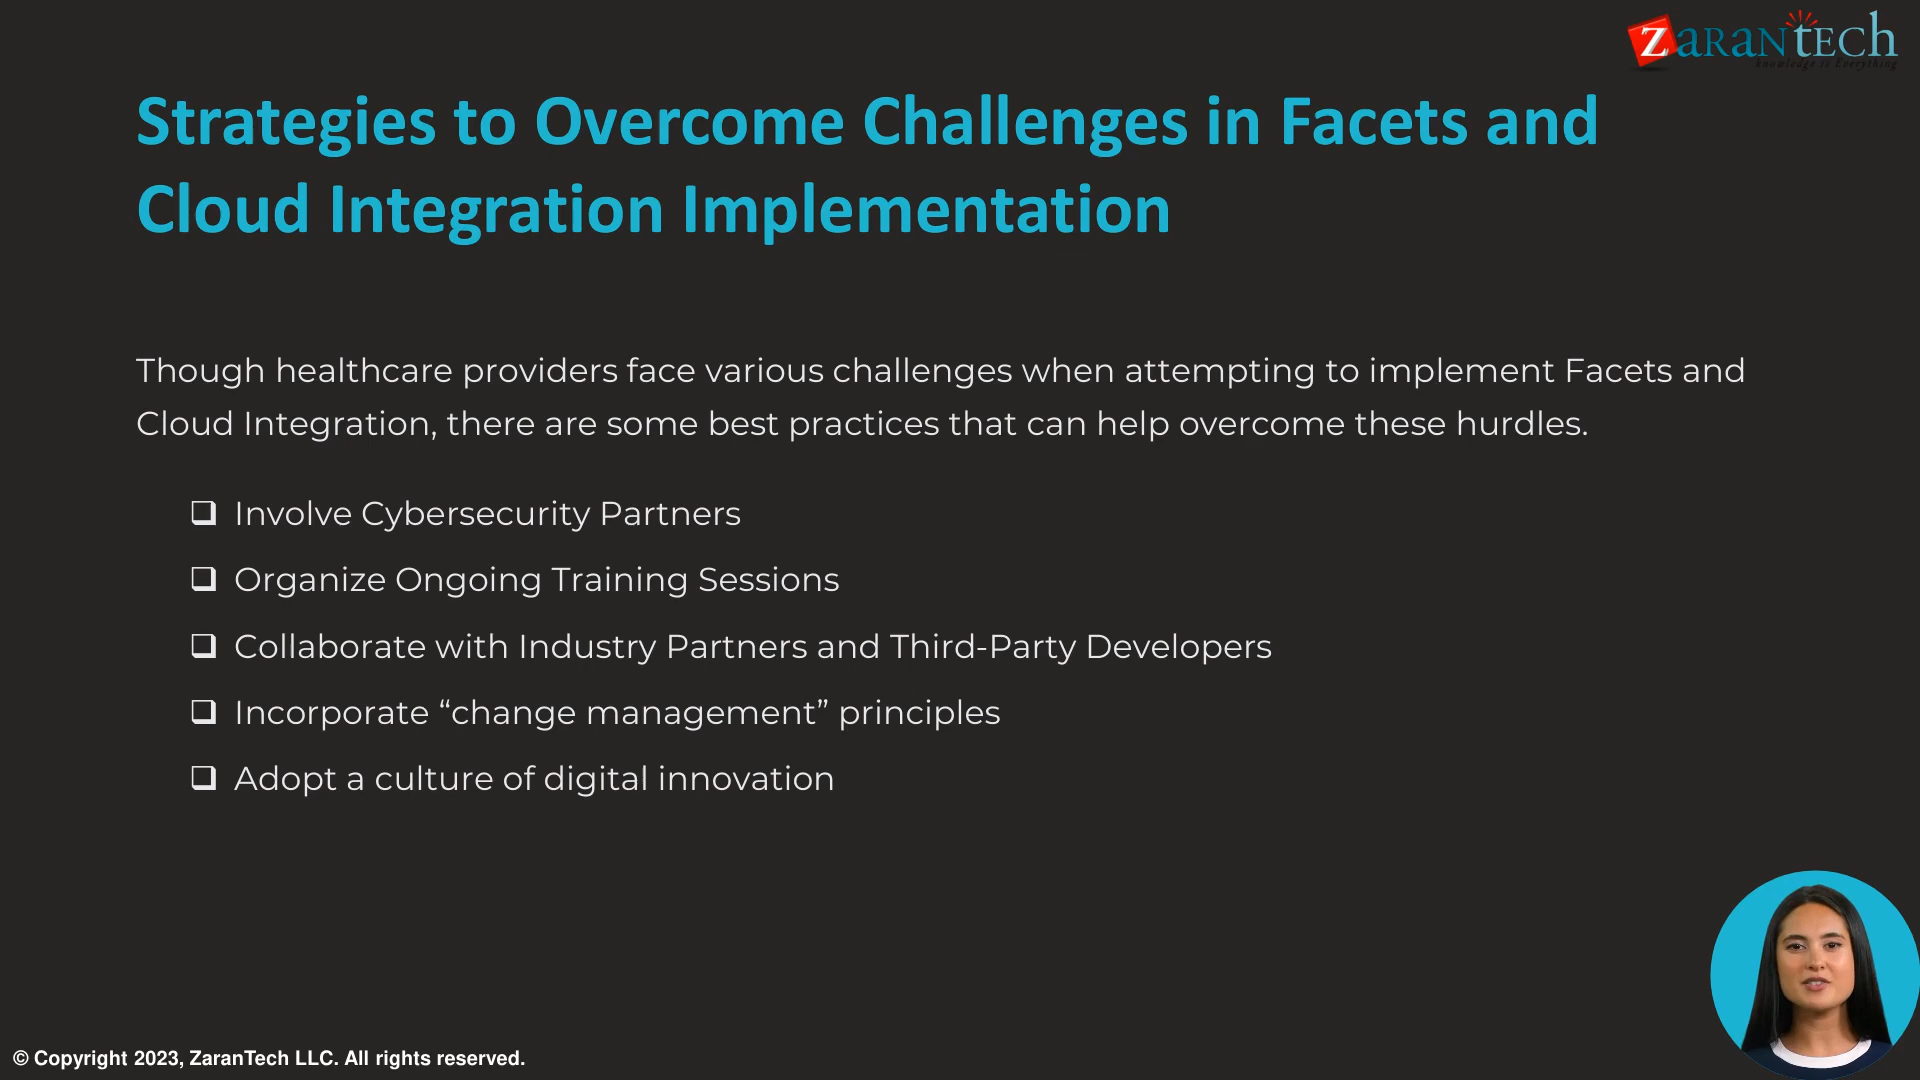 ZaranTech
knowledge is Everything
Strategies to Overcome Challenges in Facets and
Cloud Integration Implementation
Though healthcare providers face various challenges when attempting to implement Facets and
Cloud Integration, there are some best practices that can help overcome these hurdles.
❑ Involve Cybersecurity Partners
❑ Organize Ongoing Training Sessions
❑ Collaborate with Industry Partners and Third-Party Developers
❑ Incorporate “change management” principles
❑ Adopt a culture of digital innovation
© Copyright 2023, ZaranTech LLC. All rights reserved.